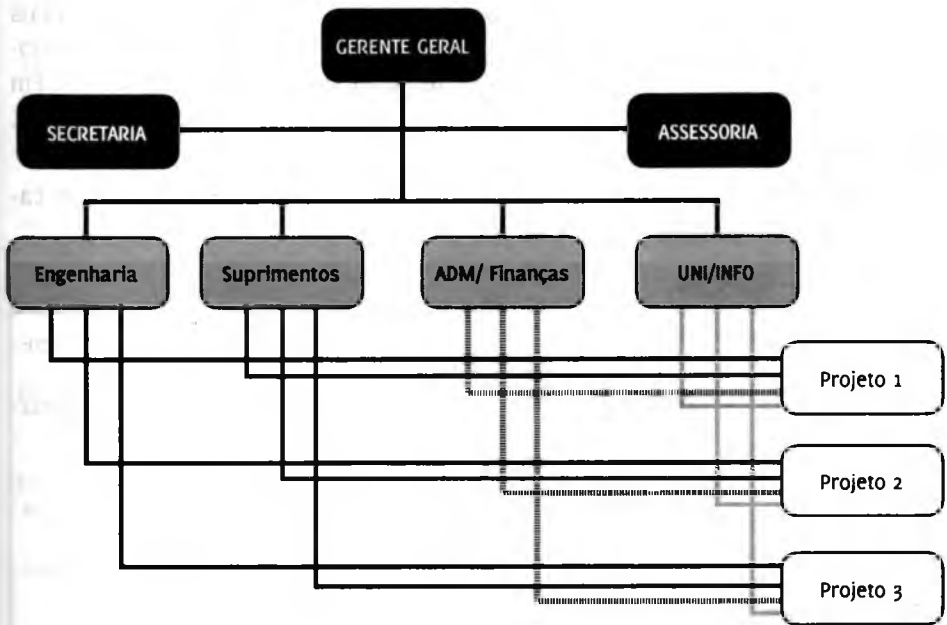 GERENTE GERAL
SECRETARIA
ASSESSORIA
Engenharia
Suprimentos
ADM/ Finanças
UNI/INFO
Projeto 1
Projeto 2
Projeto 3